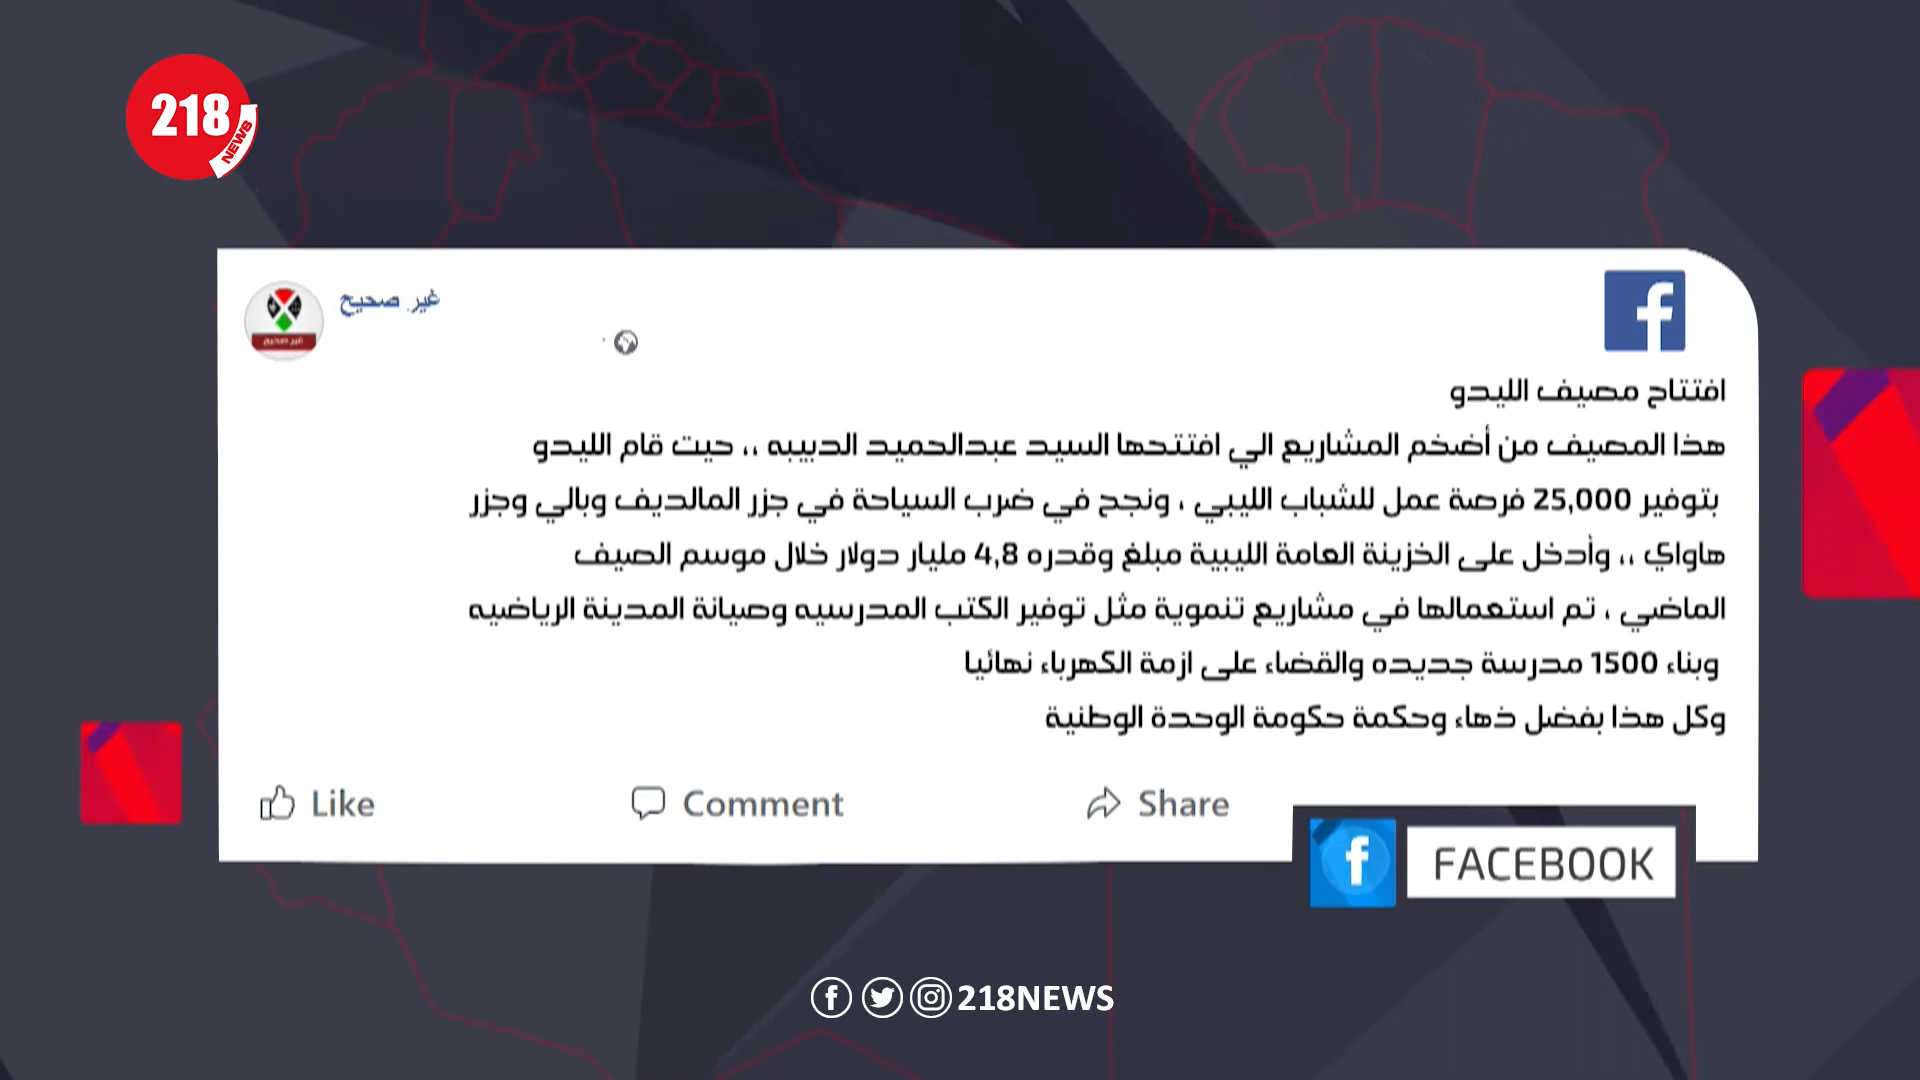 218
NEWS
غير صحيح
غير صحيح
افتتاح مصيف الليدو
هذا المصيف من أضخم المشاريع الي افتتحها السيد عبدالحميد الدبيبه ،، حيت قام الليدو
بتوفير 25,000 فرصة عمل للشباب الليبي ، ونجح في ضرب السياحة في جزر المالديف وبالي وجزر
هاواي ،، وأدخل على الخزينة العامة الليبية مبلغ وقدره 4,8 مليار دولار خلال موسم الصيف
الماضي ، تم استعمالها في مشاريع تنموية مثل توفير الكتب المدرسيه وصيانة المدينة الرياضيه
وبناء 1500 مدرسة جديده والقضاء على ازمة الكهرباء نهائيا
وكل هذا بفضل ذهاء وحكمة حكومة الوحدة الوطنية
Like Comment Share
FACEBOOK
218NEWS